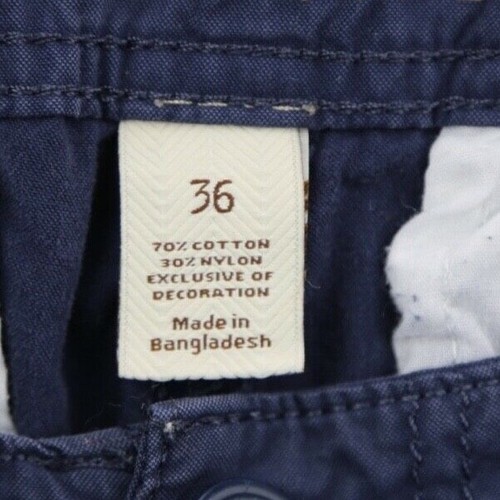 36
70% COTTON
30% NYLON
EXCLUSIVE OF
DECORATION
Made in
Bangladesh